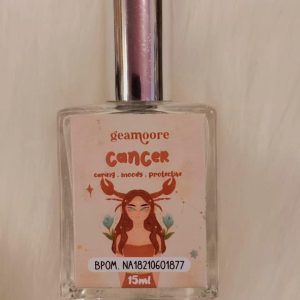 geamoore
cancer
caring . moody . protective
BPOM. NA18210601877
15ml